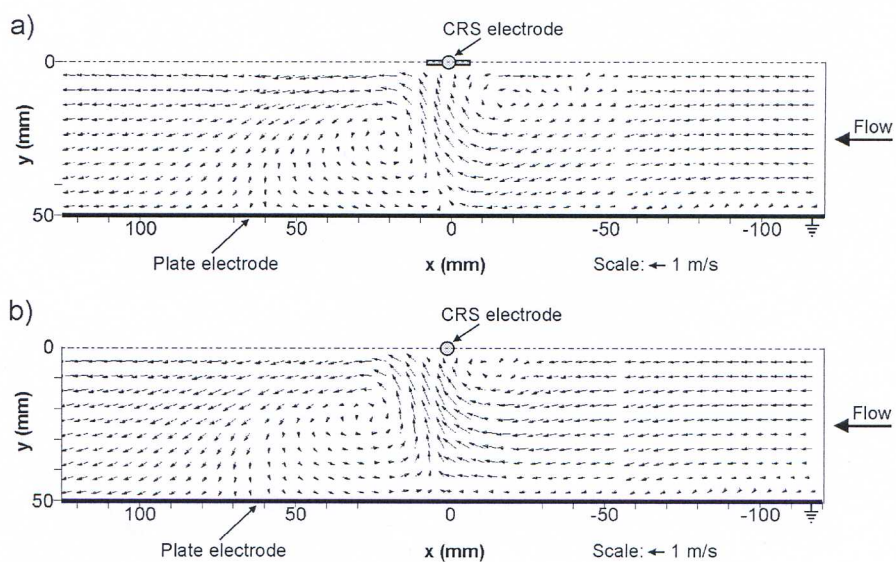 a)
CRS electrode
0
y (mm)
50
Flow
100
50
0
-50
-100
Plate electrode
x (mm)
Scale: ← 1 m/s
b)
CRS electrode
0
y (mm)
50
Flow
100
50
0
-50
-100
Plate electrode
x (mm)
Scale: ← 1 m/s